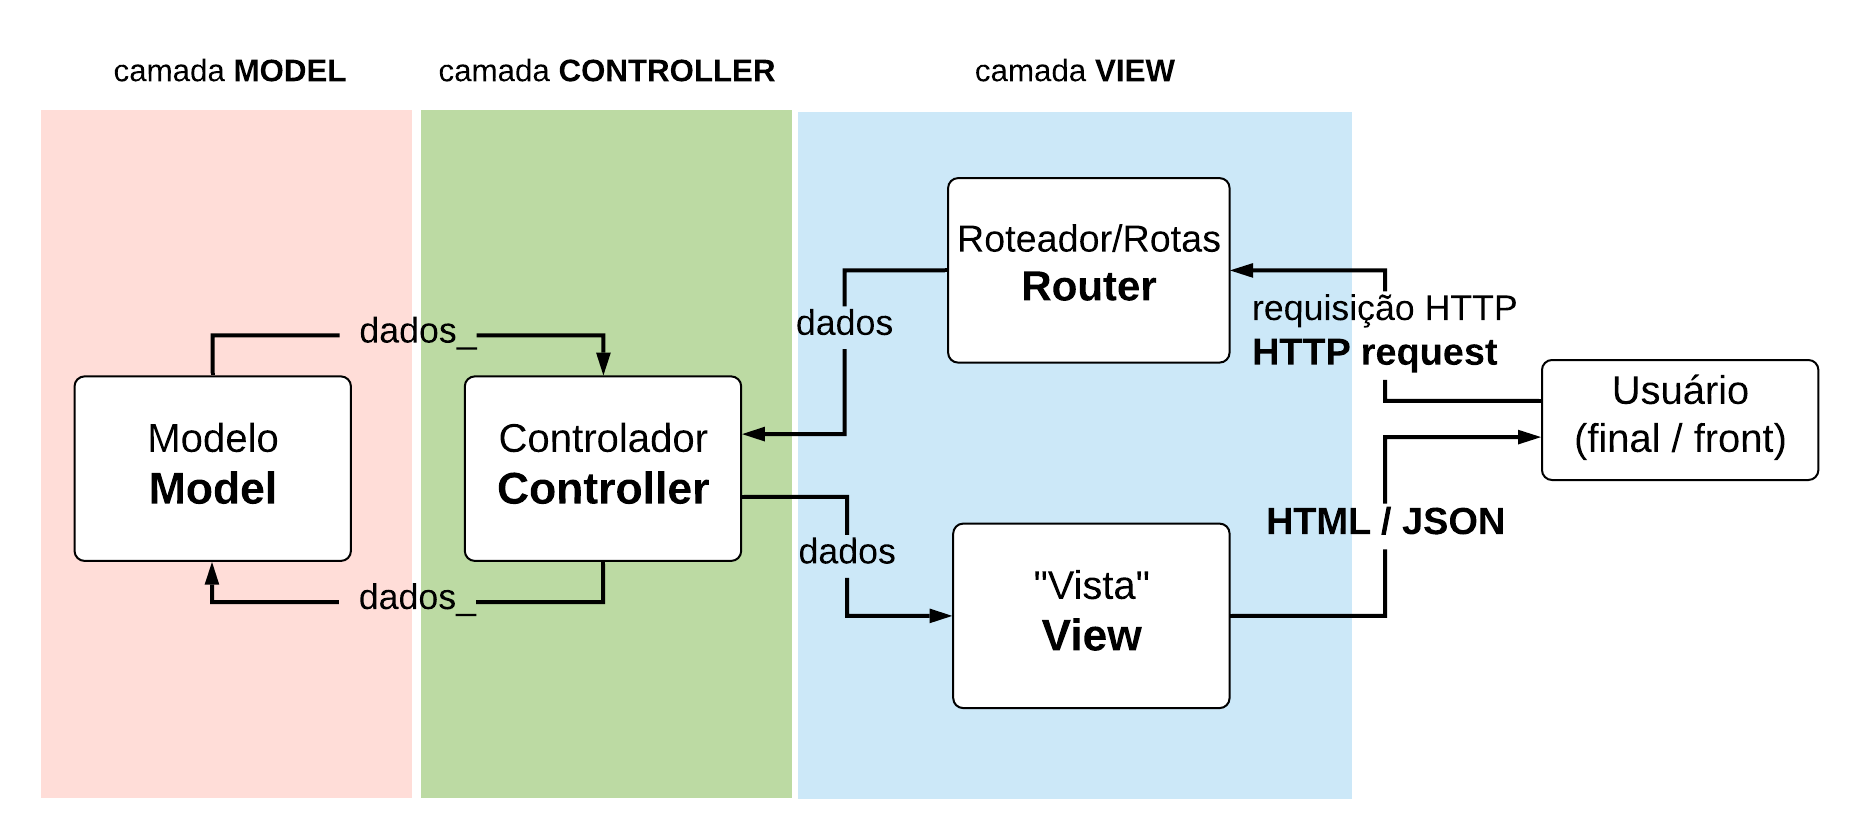 camada MODEL
camada CONTROLLER
camada VIEW
Roteador/Rotas
Router
requisição HTTP
HTTP request
dados_
dados
Usuário
(final / front)
Modelo
Model
Controlador
Controller
HTML / JSON
dados
"Vista"
View
dados_